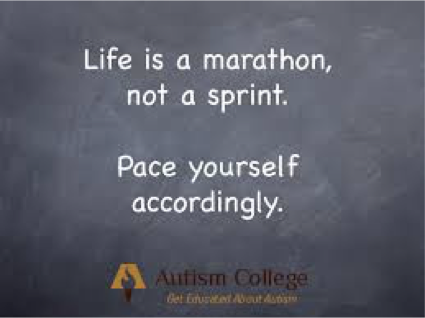 Life is a marathon,
not a sprint.
Pace yourself
accordingly.
Autism College
Get Educated About Autism